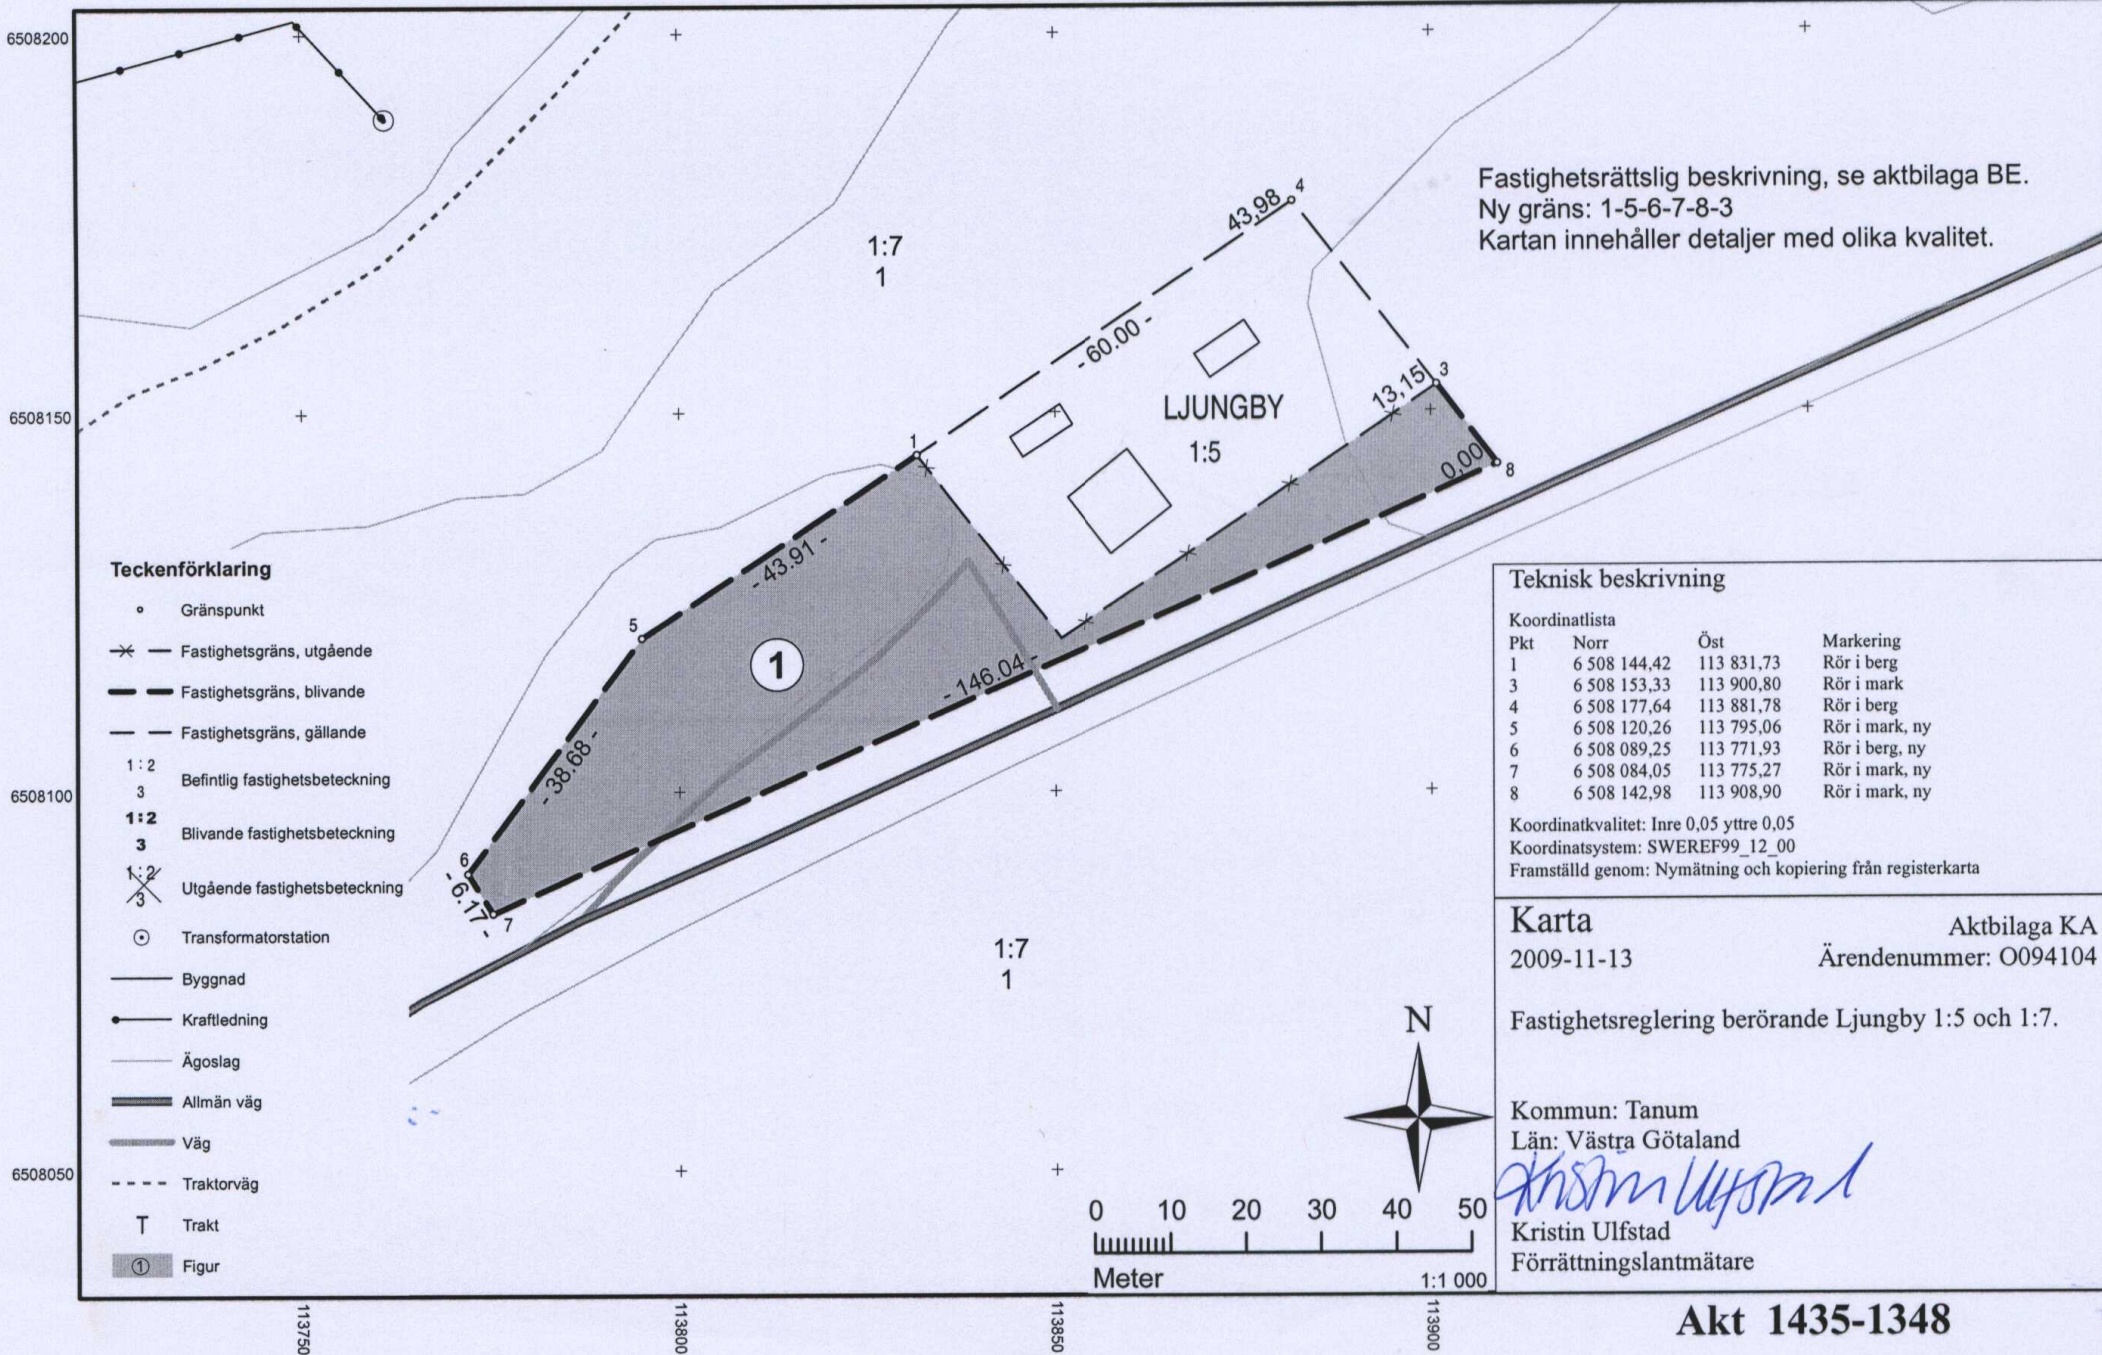 6508200
6508150
6508100
6508050
113750
113800
113850
113900
Fastighetsrättslig beskrivning, se aktbilaga BE.
Ny gräns: 1-5-6-7-8-3
Kartan innehåller detaljer med olika kvalitet.
1:7
1
43,98
4
- 60.00 -
LJUNGBY
1:5
13,15
3
0,00
8
1
- 43.91 -
5
1
- 146.04 -
- 38.68 -
6
- 6.17 -
7
1:7
1
Teckenförklaring
Gränspunkt
Fastighetsgräns, utgående
Fastighetsgräns, blivande
Fastighetsgräns, gällande
1:2
3
Befintlig fastighetsbeteckning
1:2
3
Blivande fastighetsbeteckning
1:2
3
Utgående fastighetsbeteckning
Transformatorstation
Byggnad
Kraftledning
Ägoslag
Allmän väg
Väg
Traktorväg
T Trakt
1 Figur
N
0 10 20 30 40 50
Meter 1:1 000
Teknisk beskrivning
Koordinatlista
Pkt Norr Öst Markering
1 6 508 144,42 113 831,73 Rör i berg
3 6 508 153,33 113 900,80 Rör i mark
4 6 508 177,64 113 881,78 Rör i berg
5 6 508 120,26 113 795,06 Rör i mark, ny
6 6 508 089,25 113 771,93 Rör i berg, ny
7 6 508 084,05 113 775,27 Rör i mark, ny
8 6 508 142,98 113 908,90 Rör i mark, ny
Koordinatkvalitet: Inre 0,05 yttre 0,05
Koordinatsystem: SWEREF99_12_00
Framställd genom: Nymätning och kopiering från registerkarta
Karta Aktbilaga KA
2009-11-13 Ärendenummer: O094104
Fastighetsreglering berörande Ljungby 1:5 och 1:7.
Kommun: Tanum
Län: Västra Götaland
Kristin Ulfstad
Kristin Ulfstad
Förrättningslantmätare
Akt 1435-1348